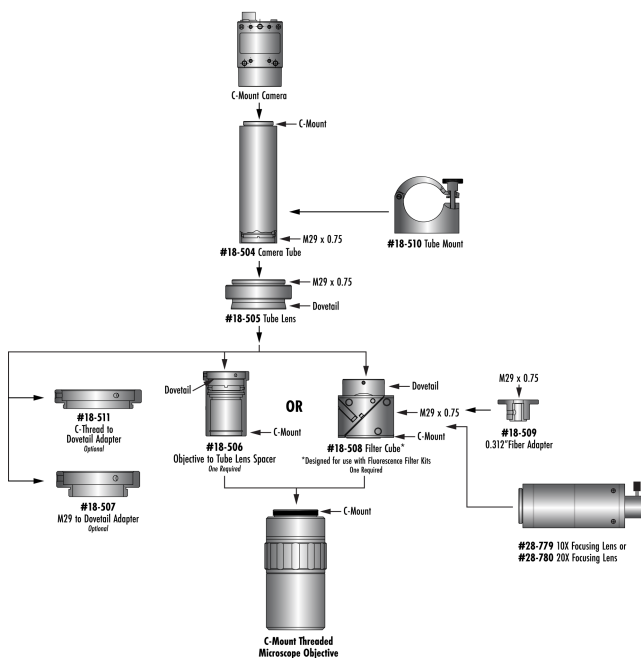 C-Mount Camera
C-Mount
M29 x 0.75
#18-504 Camera Tube
#18-510 Tube Mount
M29 x 0.75
Dovetail
#18-505 Tube Lens
#18-511
C-Thread to
Dovetail Adapter
Optional
#18-507
M29 to Dovetail Adapter
Optional
Dovetail
C-Mount
#18-506
Objective to Tube Lens Spacer
One Required
OR
Dovetail
M29 x 0.75
C-Mount
#18-508 Filter Cube*
*Designed for use with Fluorescence Filter Kits
One Required
M29 x 0.75
#18-509
0.312"Fiber Adapter
#28-779 10X Focusing Lens or
#28-780 20X Focusing Lens
C-Mount
C-Mount Threaded
Microscope Objective